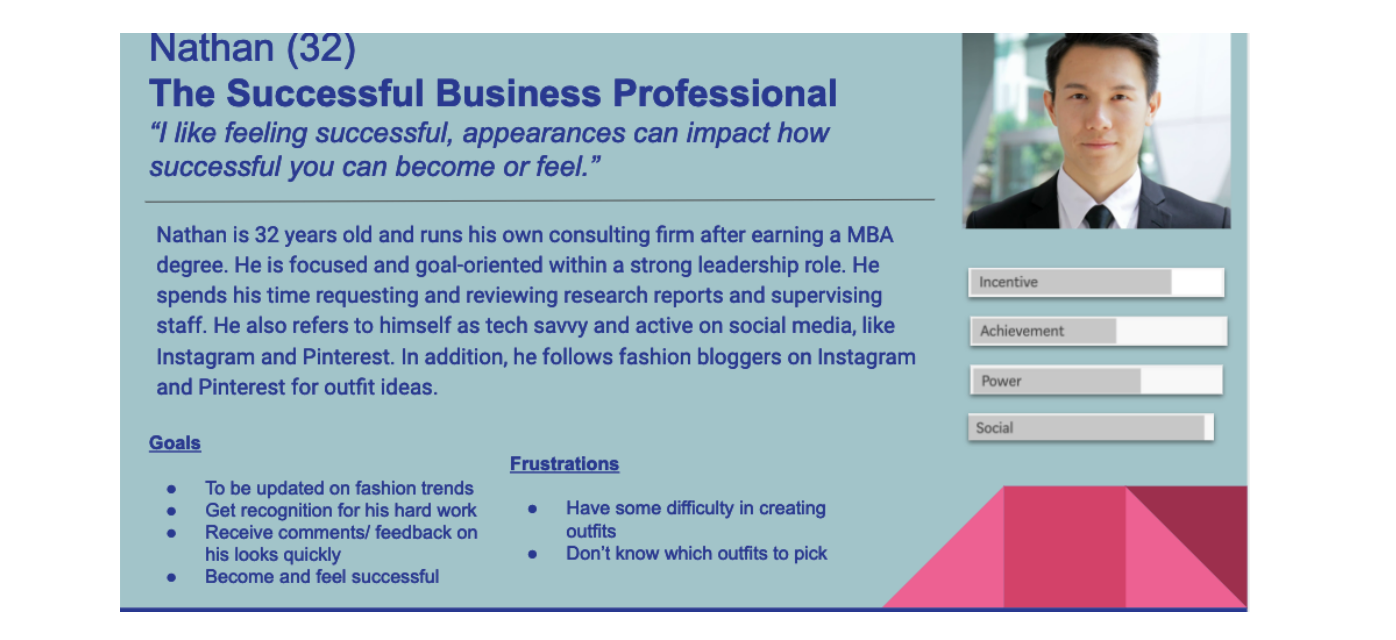 Nathan (32)
The Successful Business Professional
“I like feeling successful, appearances can impact how
successful you can become or feel.”
Nathan is 32 years old and runs his own consulting firm after earning a MBA
degree. He is focused and goal-oriented within a strong leadership role. He
spends his time requesting and reviewing research reports and supervising
staff. He also refers to himself as tech savvy and active on social media, like
Instagram and Pinterest. In addition, he follows fashion bloggers on Instagram
and Pinterest for outfit ideas.
Goals
● To be updated on fashion trends
● Get recognition for his hard work
● Receive comments/ feedback on
his looks quickly
● Become and feel successful
Frustrations
● Have some difficulty in creating
outfits
● Don't know which outfits to pick
Incentive
Achievement
Power
Social